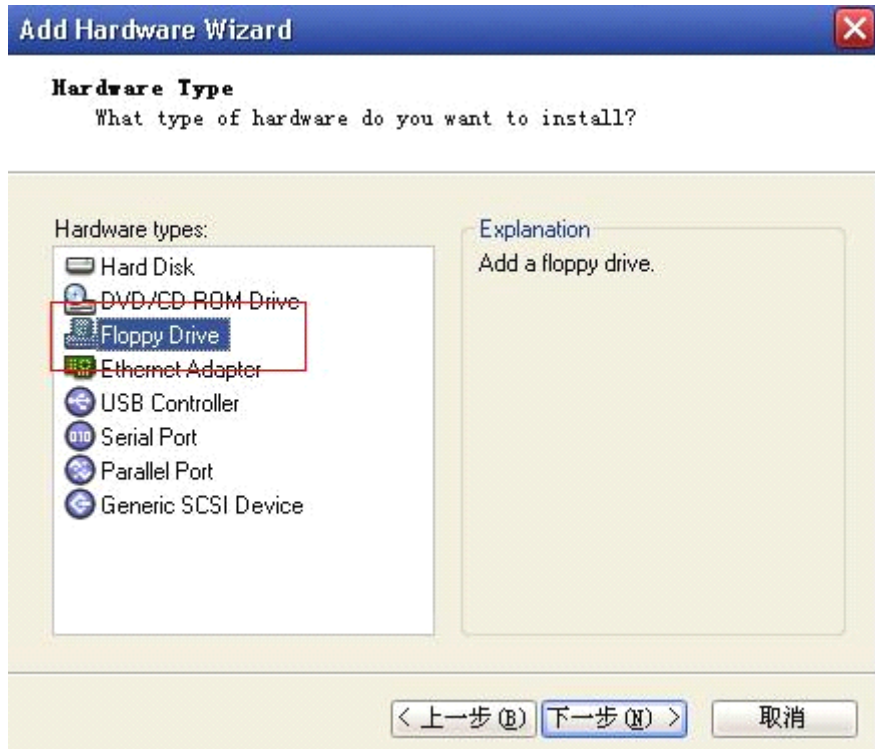 Add Hardware Wizard
Hardware Type
What type of hardware do you want to install?
Hardware types:
Hard Disk
DVD/CD-ROM Drive
Floppy Drive
Ethernet Adapter
USB Controller
Serial Port
Parallel Port
Generic SCSI Device
Explanation
Add a floppy drive.
< 上一步(B)
下一步(N) >
取消